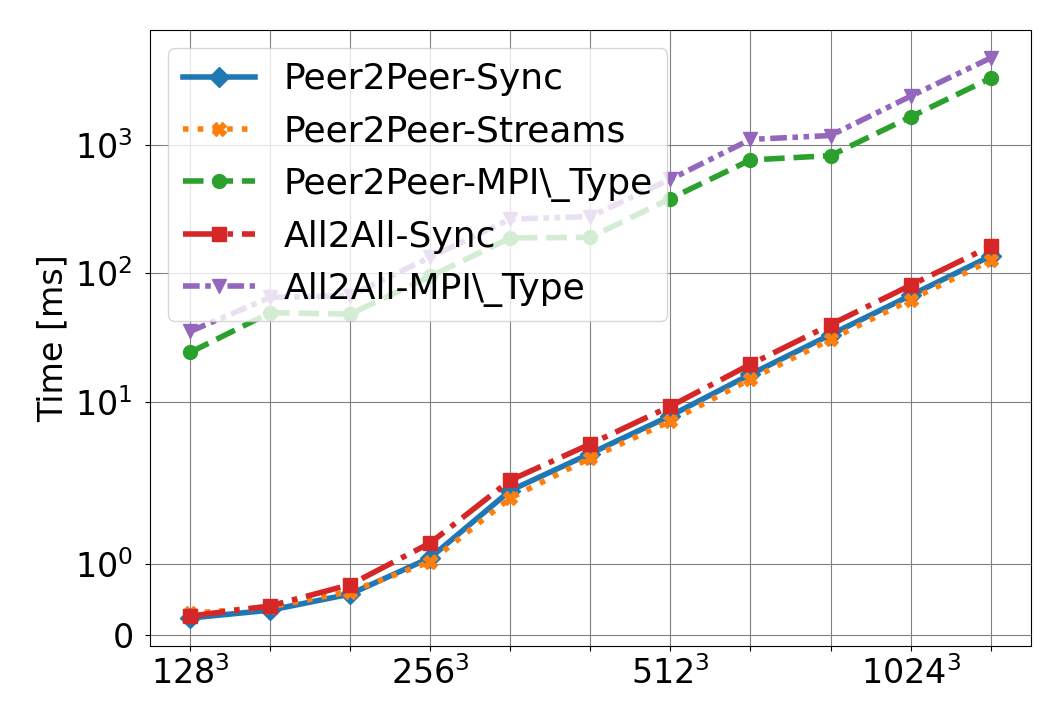 Peer2Peer-Sync
Peer2Peer-Streams
Peer2Peer-MPI\_Type
All2All-Sync
All2All-MPI\_Type
Time [ms]
10³
10²
10¹
10⁰
0
128³ 256³ 512³ 1024³